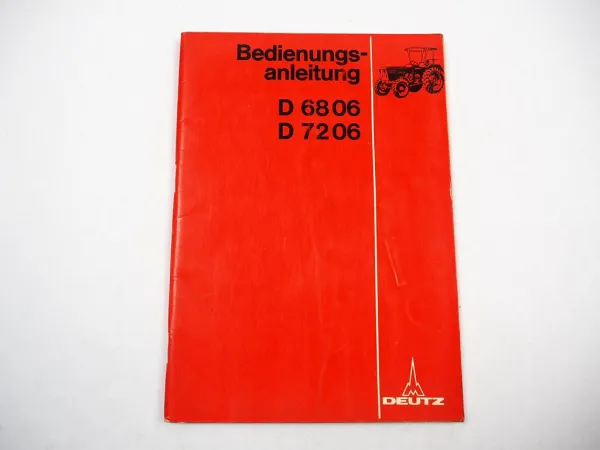 Bedienungs-
anleitung
D 6806
D 7206
DEUTZ